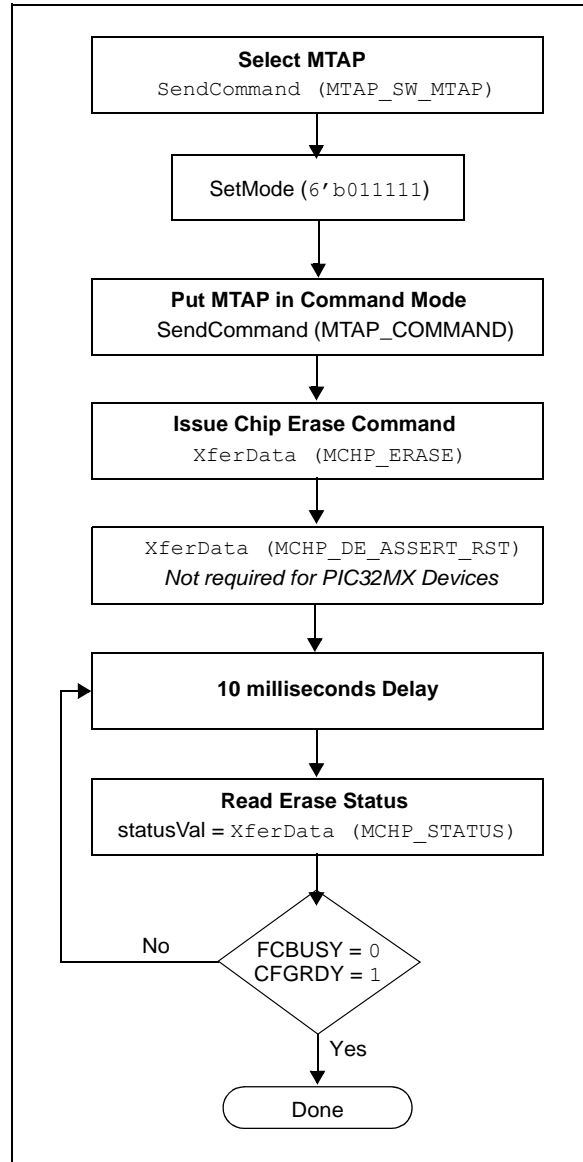 Select MTAP
SendCommand (MTAP_SW_MTAP)
SetMode (6’b011111)
Put MTAP in Command Mode
SendCommand (MTAP_COMMAND)
Issue Chip Erase Command
XferData (MCHP_ERASE)
XferData (MCHP_DE_ASSERT_RST)
Not required for PIC32MX Devices
10 milliseconds Delay
Read Erase Status
statusVal = XferData (MCHP_STATUS)
No
FCBUSY = 0
CFGRDY = 1
Yes
Done